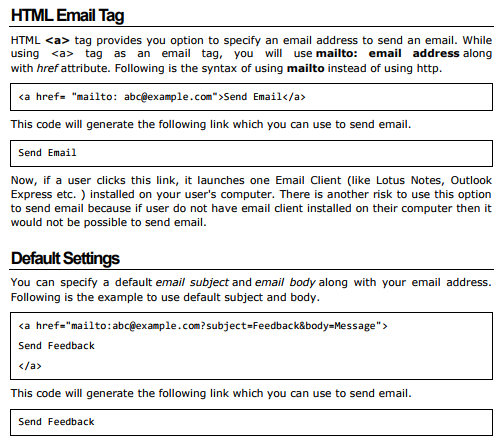 HTML Email Tag
HTML <a> tag provides you option to specify an email address to send an email. While
using <a> tag as an email tag, you will use mailto: email address along
with href attribute. Following is the syntax of using mailto instead of using http.
<a href= "mailto: abc@example.com">Send Email</a>
This code will generate the following link which you can use to send email.
Send Email
Now, if a user clicks this link, it launches one Email Client (like Lotus Notes, Outlook
Express etc. ) installed on your user's computer. There is another risk to use this option
to send email because if user do not have email client installed on their computer then it
would not be possible to send email.
Default Settings
You can specify a default email subject and email body along with your email address.
Following is the example to use default subject and body.
<a href="mailto:abc@example.com?subject=Feedback&body=Message">
Send Feedback
</a>
This code will generate the following link which you can use to send email.
Send Feedback